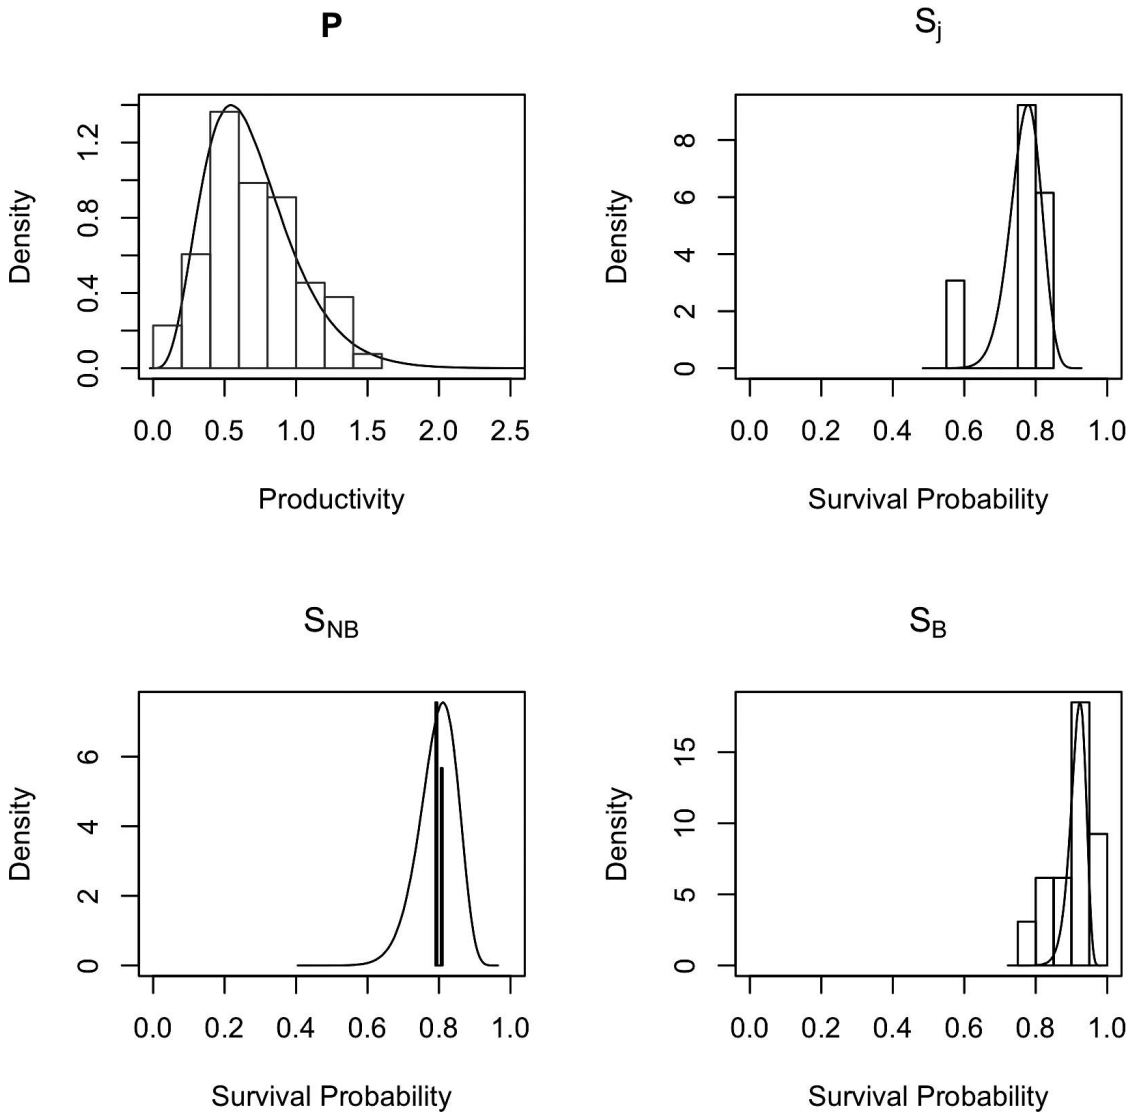 P
Density
0.0 0.4 0.8 1.2
0.0 0.5 1.0 1.5 2.0 2.5
Productivity
Sj
Density
0 2 4 6 8
0.0 0.2 0.4 0.6 0.8 1.0
Survival Probability
SNB
Density
0 2 4 6
0.0 0.2 0.4 0.6 0.8 1.0
Survival Probability
SB
Density
0 5 10 15
0.0 0.2 0.4 0.6 0.8 1.0
Survival Probability